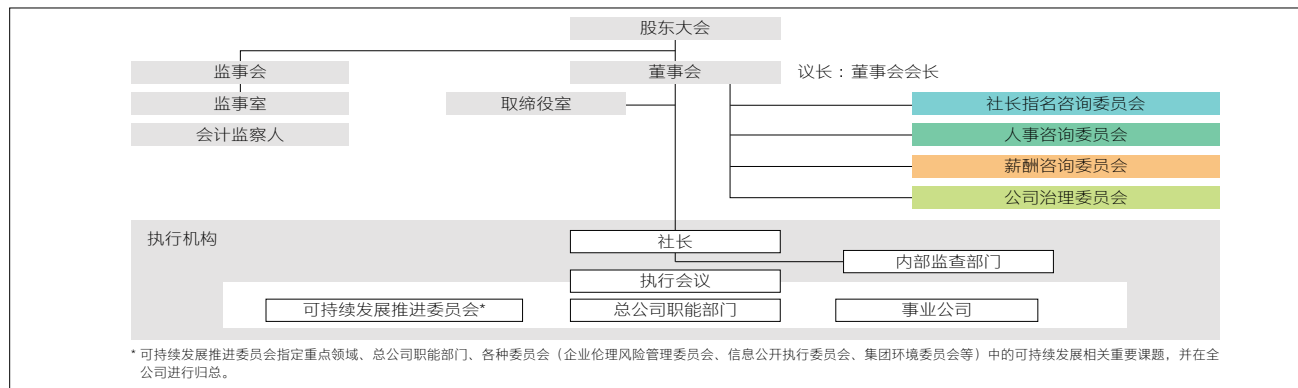 股东大会
监事会
董事会
议长：董事会会长
监事室
取缔役室
社长指名咨询委员会
会计监察人
人事咨询委员会
薪酬咨询委员会
公司治理委员会
执行机构
社长
内部监查部门
执行会议
可持续发展推进委员会*
总公司职能部门
事业公司
* 可持续发展推进委员会指定重点领域、总公司职能部门、各种委员会（企业伦理风险管理委员会、信息公开执行委员会、集团环境委员会等）中的可持续发展相关重要课题，并在全
公司进行归总。